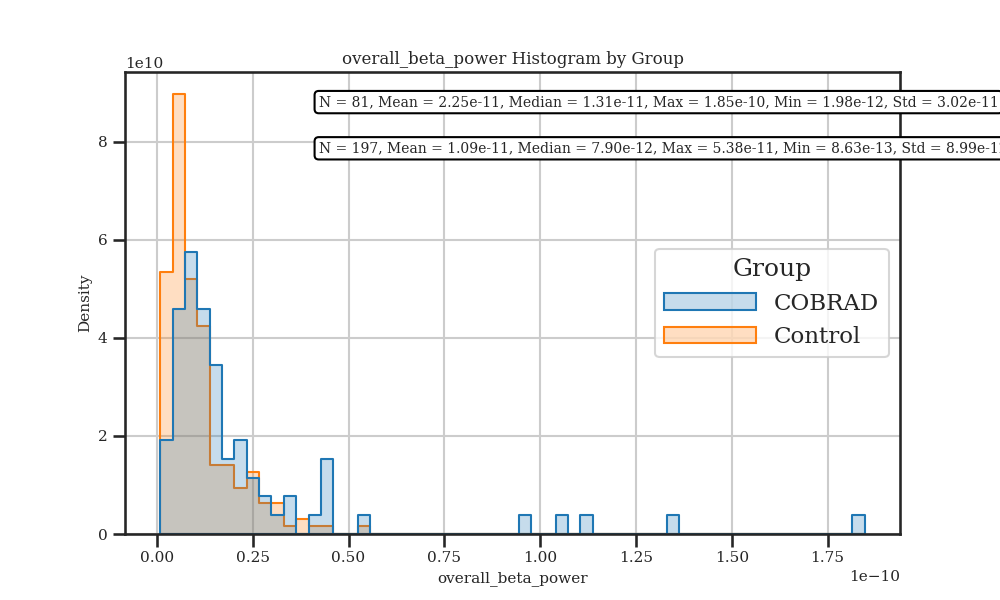 overall_beta_power Histogram by Group
1e10
N = 81, Mean = 2.25e-11, Median = 1.31e-11, Max = 1.85e-10, Min = 1.98e-12, Std = 3.02e-11
N = 197, Mean = 1.09e-11, Median = 7.90e-12, Max = 5.38e-11, Min = 8.63e-13, Std = 8.99e-1
8
6
4
2
0
Density
Group
COBRAD
Control
0.00 0.25 0.50 0.75 1.00 1.25 1.50 1.75
1e−10
overall_beta_power